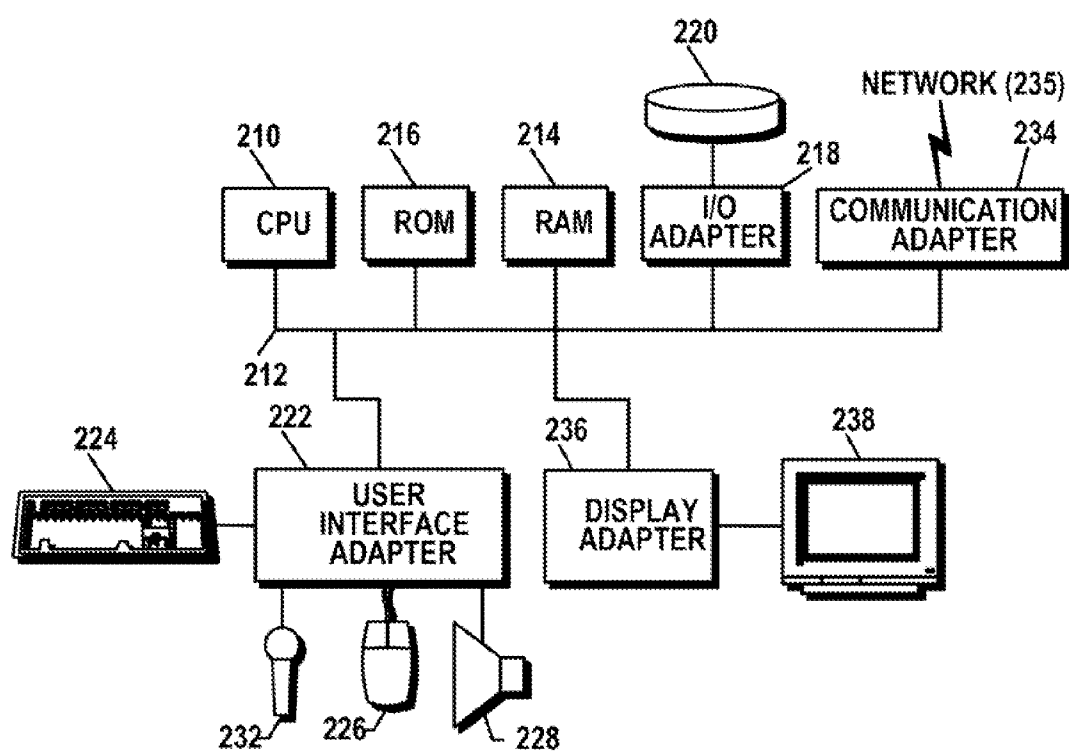 220
NETWORK (235)
210
216
214
218
234
CPU
ROM
RAM
I/O
ADAPTER
COMMUNICATION
ADAPTER
212
224
222
236
238
USER
INTERFACE
ADAPTER
DISPLAY
ADAPTER
232
226
228